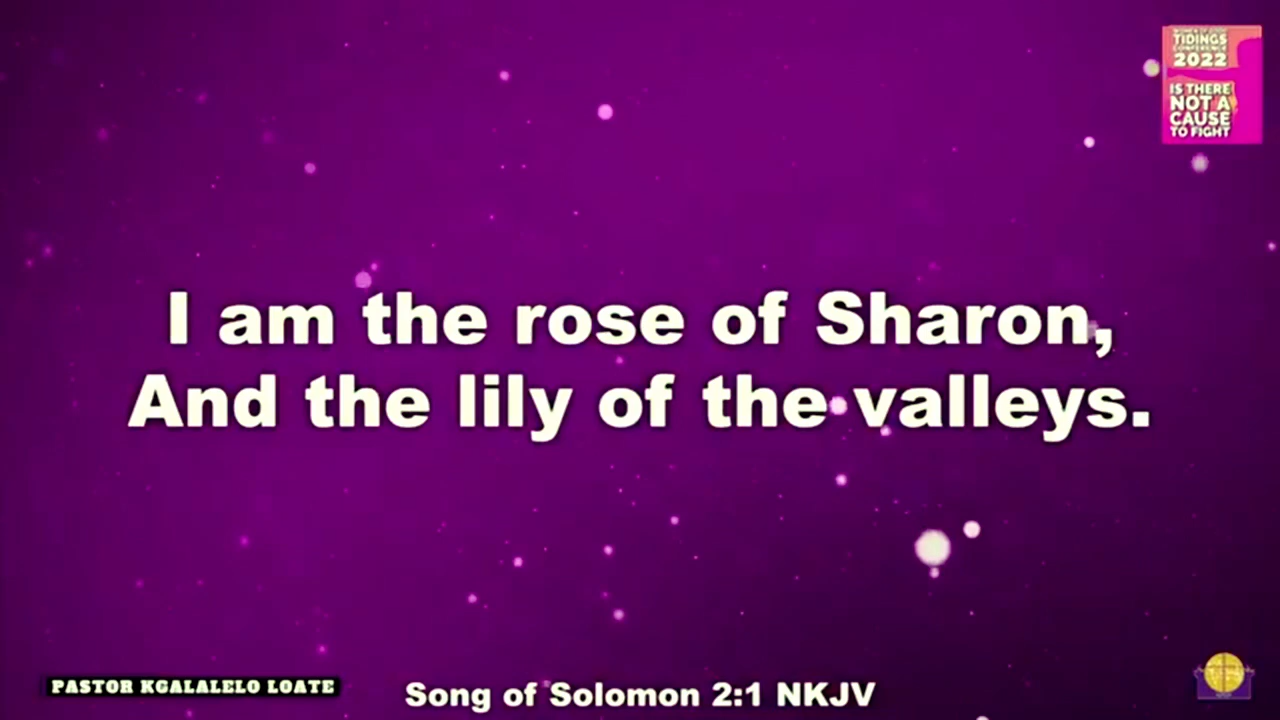 TIDINGS
CONFERENCE
2022
IS THERE
NOT A
CAUSE
TO FIGHT
I am the rose of Sharon,
And the lily of the valleys.
PASTOR KGALALELO LOATE
Song of Solomon 2:1 NKJV